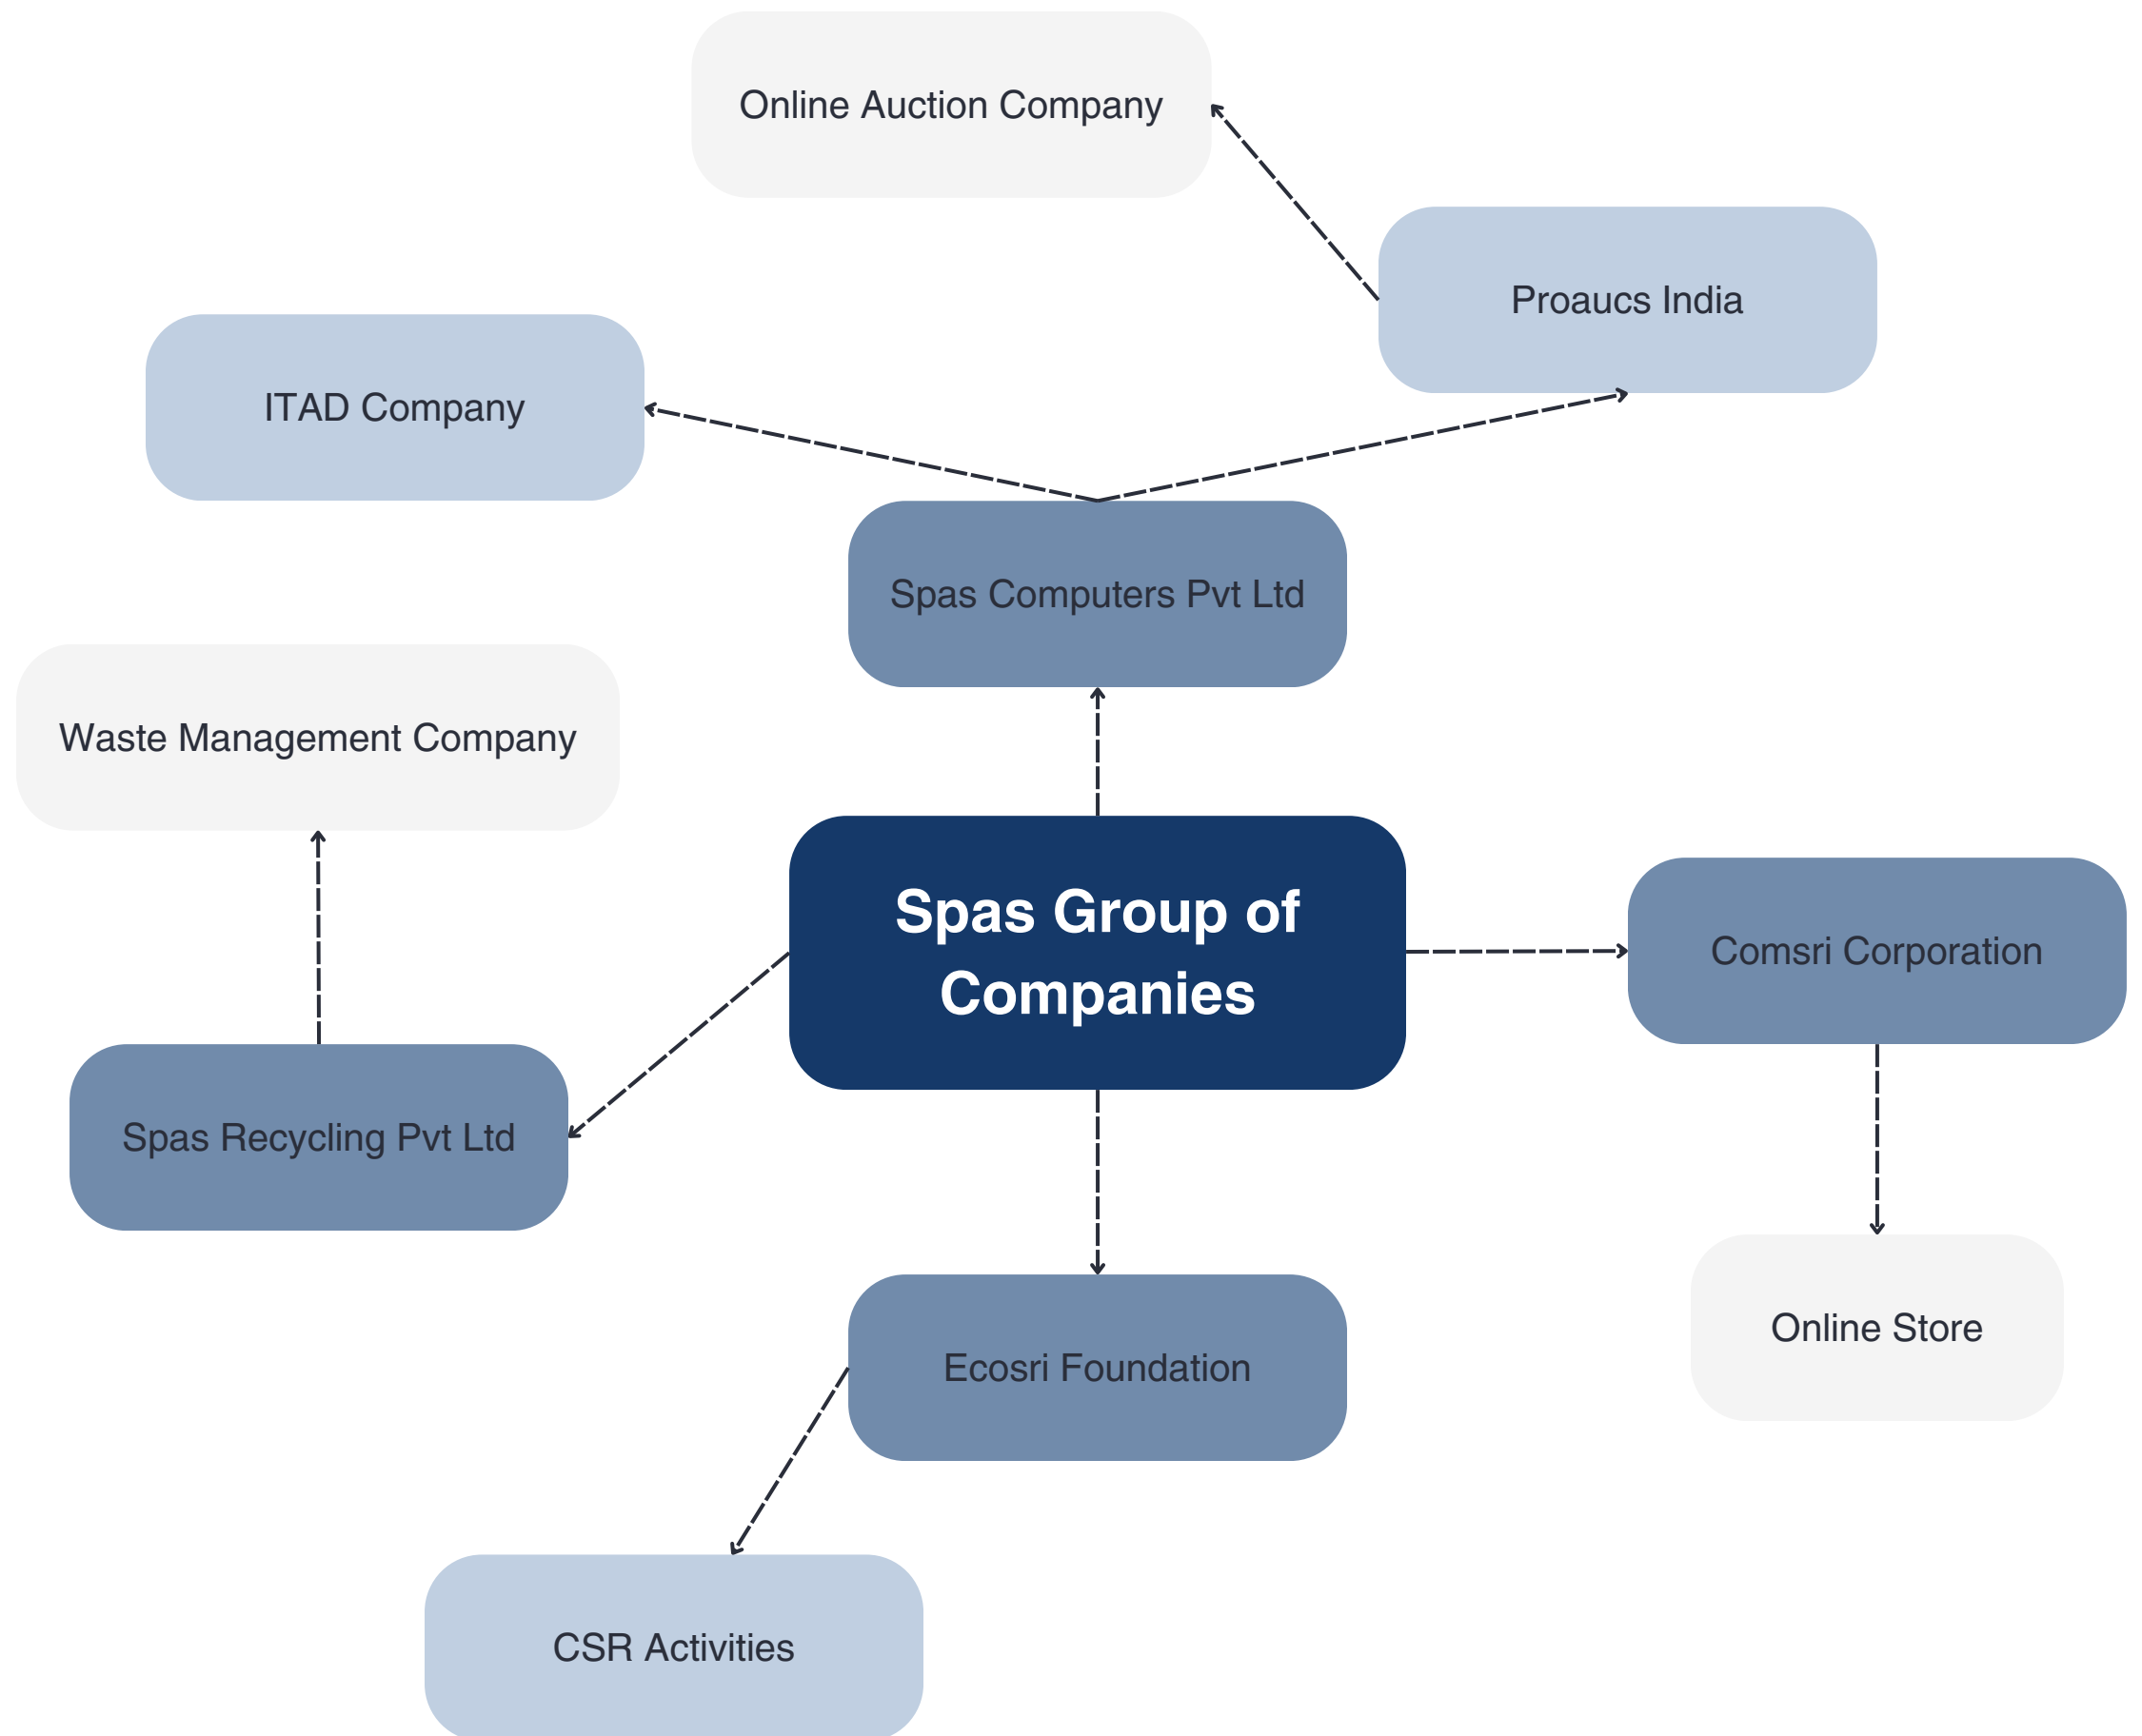 Online Auction Company
Proaucs India
ITAD Company
Spas Computers Pvt Ltd
Waste Management Company
Spas Group of
Companies
Comsri Corporation
Spas Recycling Pvt Ltd
Online Store
Ecosri Foundation
CSR Activities